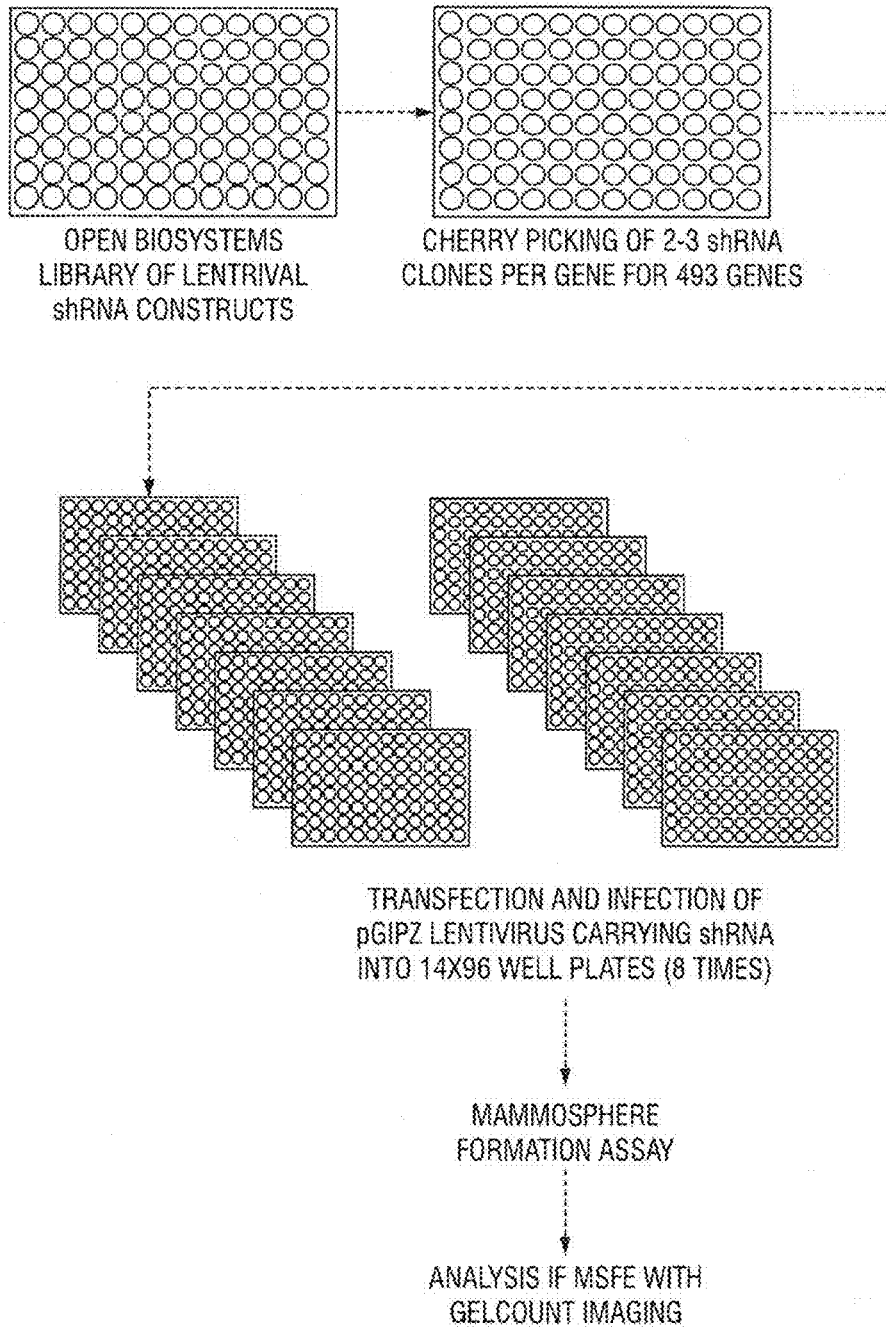 OPEN BIOSYSTEMS
LIBRARY OF LENTRIVAL
shRNA CONSTRUCTS
CHERRY PICKING OF 2-3 shRNA
CLONES PER GENE FOR 493 GENES
TRANSFECTION AND INFECTION OF
pGIPZ LENTIVIRUS CARRYING shRNA
INTO 14X96 WELL PLATES (8 TIMES)
MAMMOSPHERE
FORMATION ASSAY
ANALYSIS IF MSFE WITH
GELCOUNT IMAGING